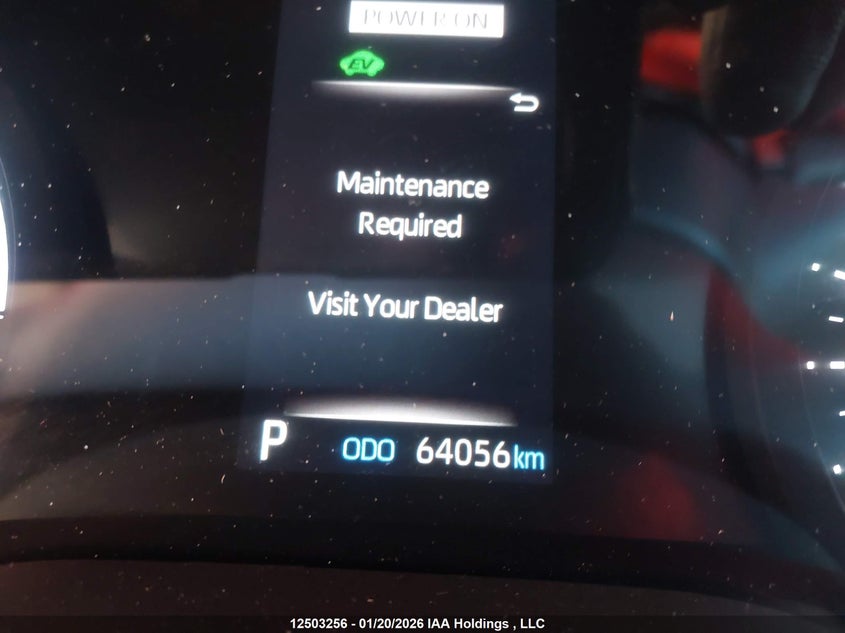 POWER ON
EV
Maintenance
Required
Visit Your Dealer
P ODO 64056 km
12503256 - 01/20/2026 IAA Holdings , LLC